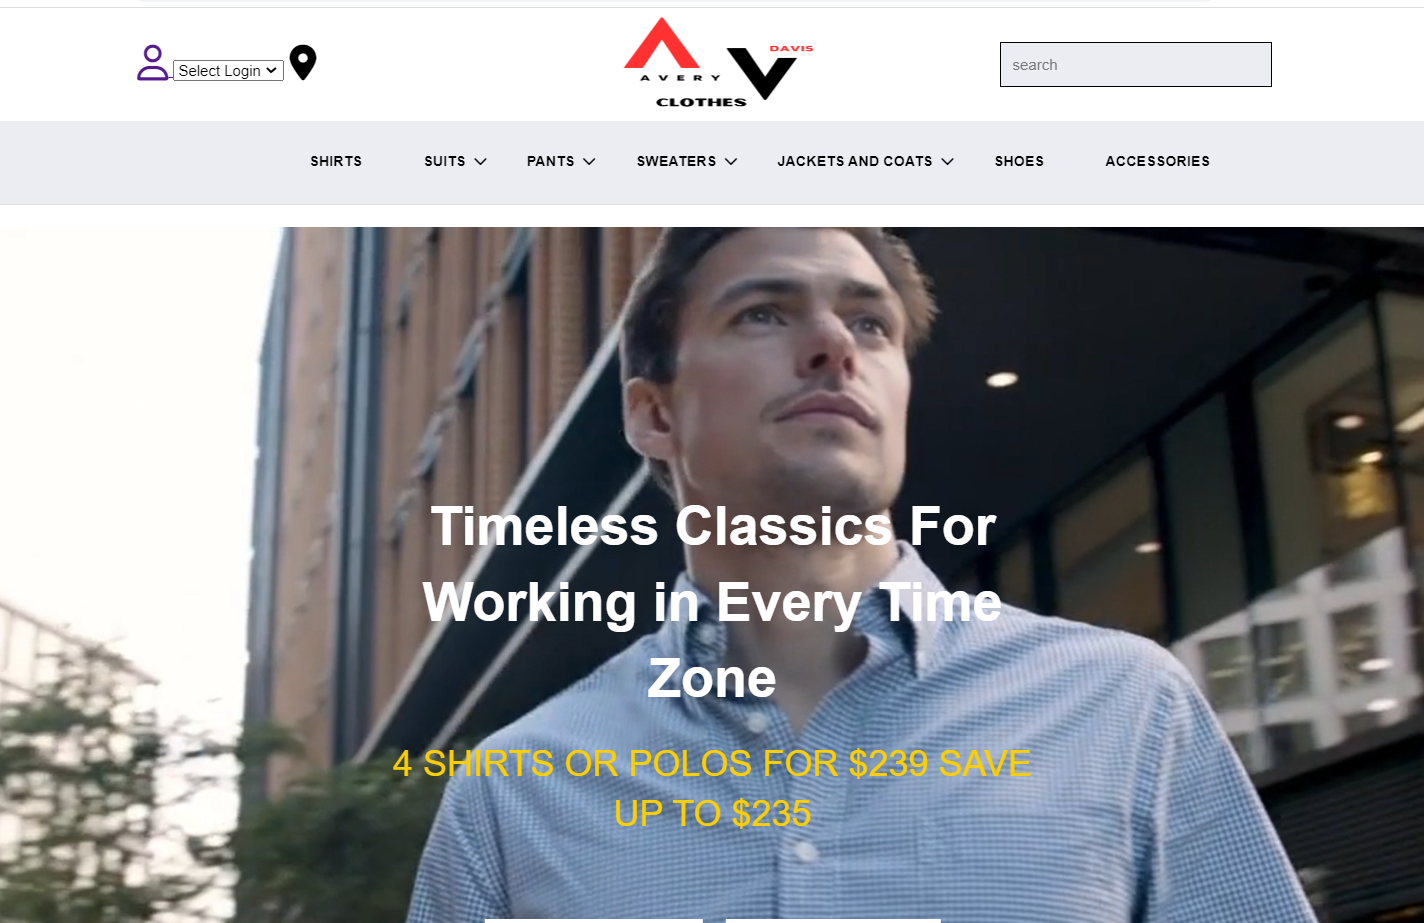 Select Login
AVERY
DAVIS
CLOTHES
search
SHIRTS SUITS PANTS SWEATERS JACKETS AND COATS SHOES ACCESSORIES
Timeless Classics For
Working in Every Time
Zone
4 SHIRTS OR POLOS FOR $239 SAVE
UP TO $235